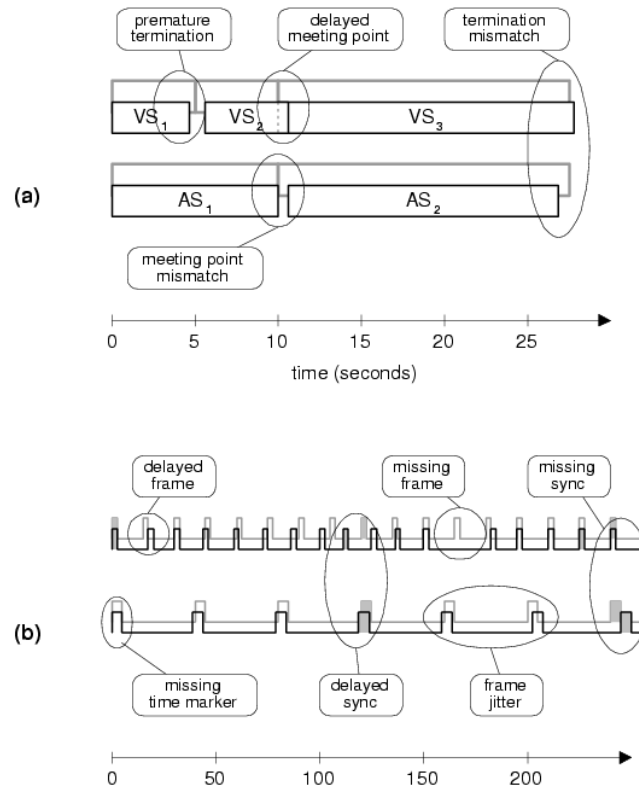 premature
termination
delayed
meeting point
termination
mismatch
VS1
VS2
VS3
(a)
AS1
AS2
meeting point
mismatch
0 5 10 15 20 25
time (seconds)
delayed
frame
missing
frame
missing
sync
(b)
missing
time marker
delayed
sync
frame
jitter
0 50 100 150 200